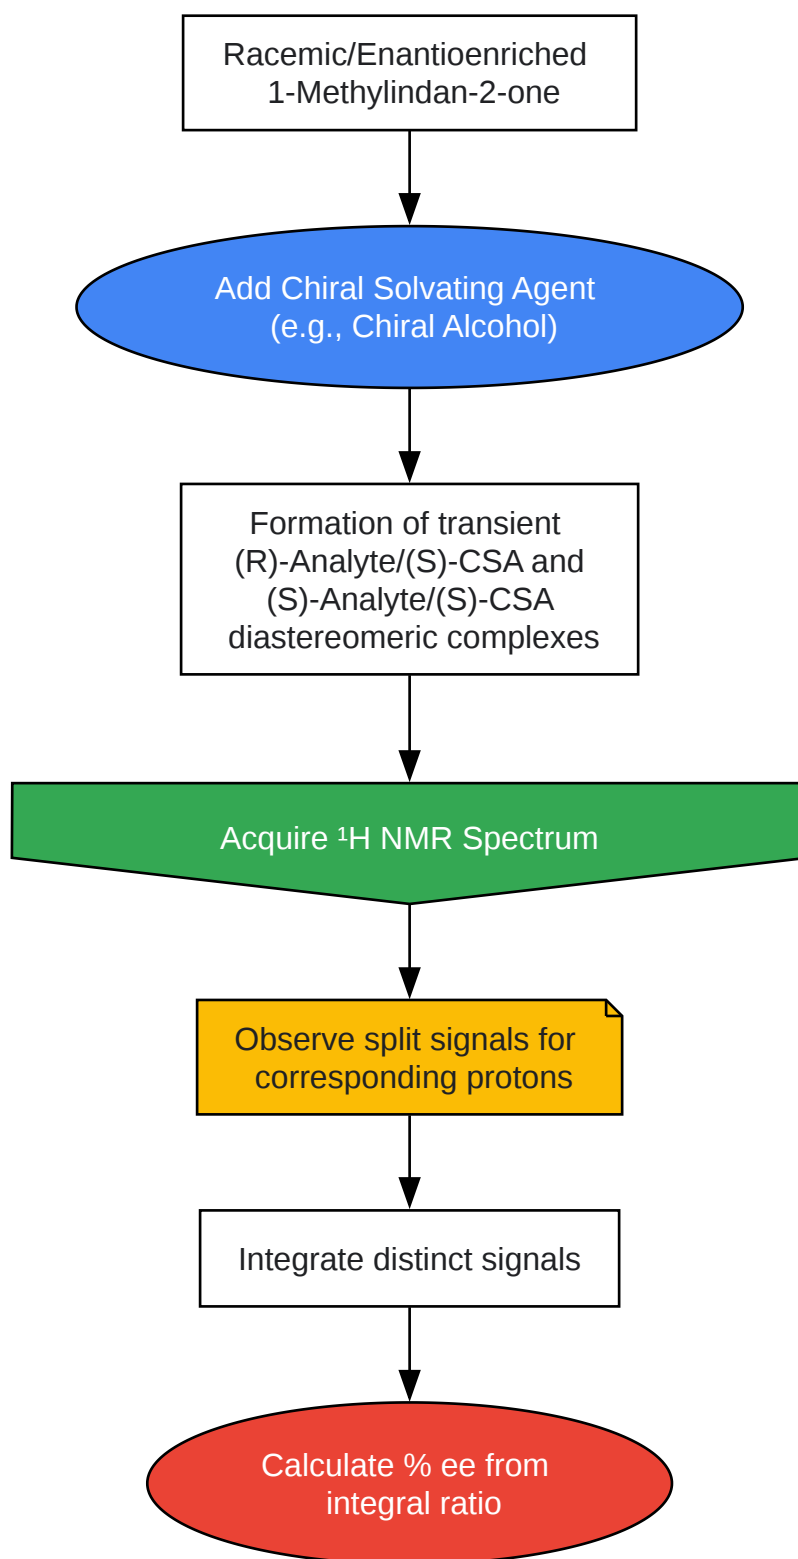 Racemic/Enantioenriched
1-Methylindan-2-one
Add Chiral Solvating Agent
(e.g., Chiral Alcohol)
Formation of transient
(R)-Analyte/(S)-CSA and
(S)-Analyte/(S)-CSA
diastereomeric complexes
Acquire ¹H NMR Spectrum
Observe split signals for
corresponding protons
Integrate distinct signals
Calculate % ee from
integral ratio